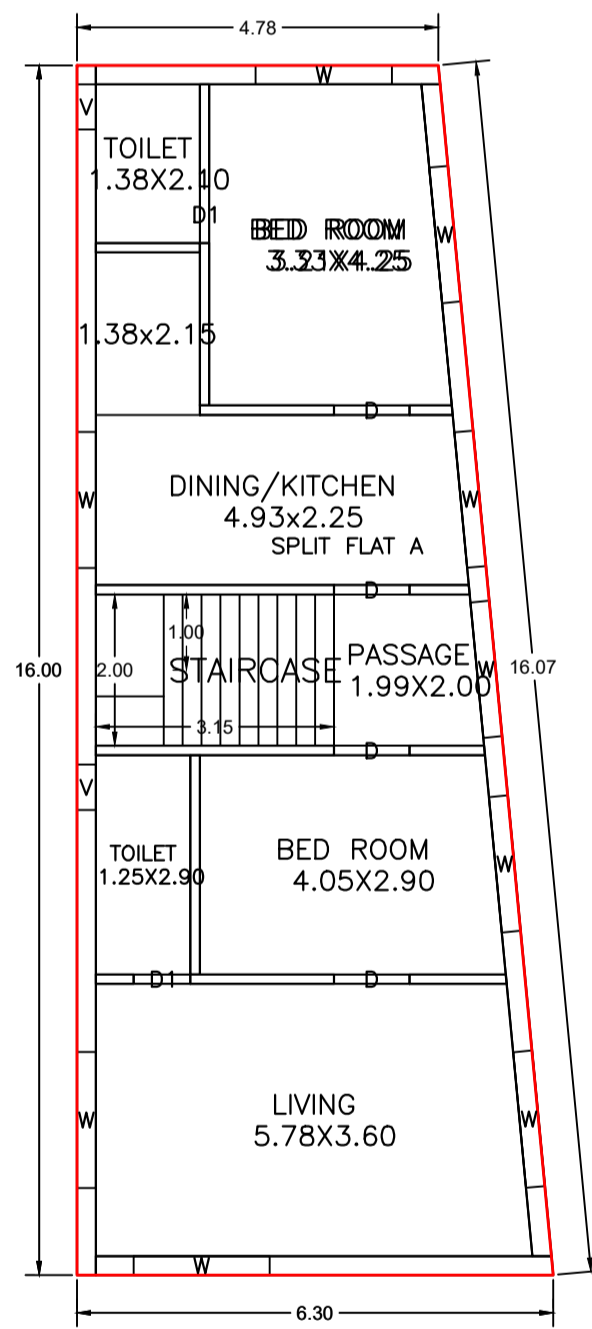 4.78
W
V
TOILET
1.38X2.10
D1
BED ROOM
W
1.38x2.15
D
DINING/KITCHEN
W
W
4.93x2.25
SPLIT FLAT A
D
1.00
16.00
2.00
STAIRCASE
PASSAGE
W
16.07
1.99X2.00
3.15
D
V
TOILET
BED ROOM
W
1.25X2.90
4.05X2.90
D1
D
LIVING
W
W
5.78X3.60
W
6.30